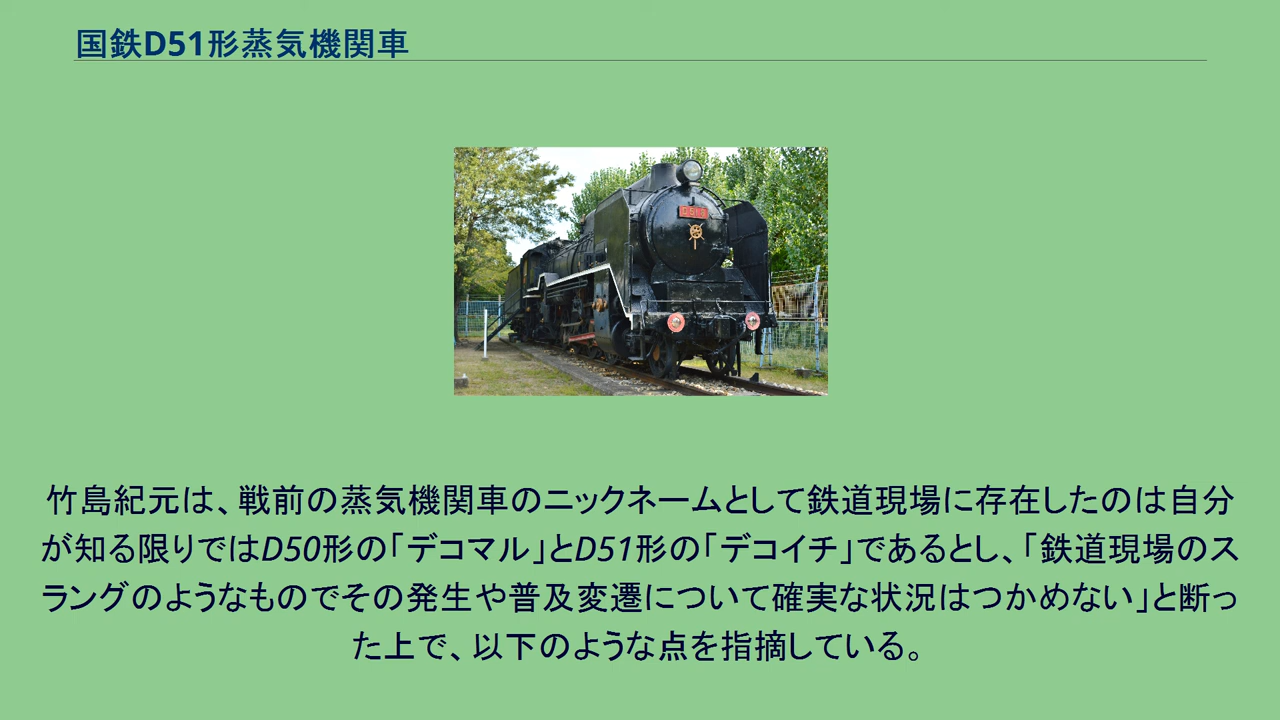 国鉄D51形蒸気機関車
竹島紀元は、戦前の蒸気機関車のニックネームとして鉄道現場に存在したのは自分
が知る限りではD50形の「デコマル」とD51形の「デコイチ」であるとし、「鉄道現場のス
ラングのようなものでその発生や普及変遷について確実な状況はつかめない」と断っ
た上で、以下のような点を指摘している。